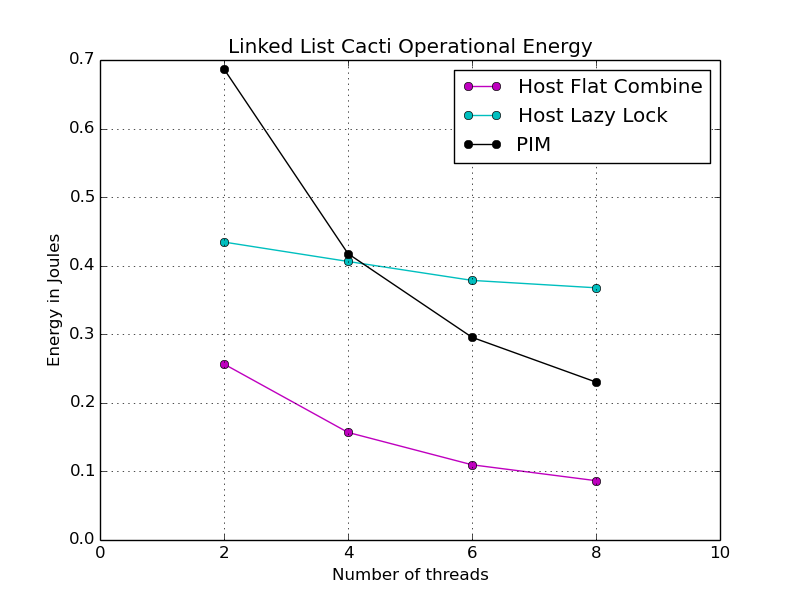 Linked List Cacti Operational Energy
0.7
0.6
0.5
0.4
0.3
0.2
0.1
0.0
Energy in Joules
Host Flat Combine
Host Lazy Lock
PIM
0 2 4 6 8 10
Number of threads